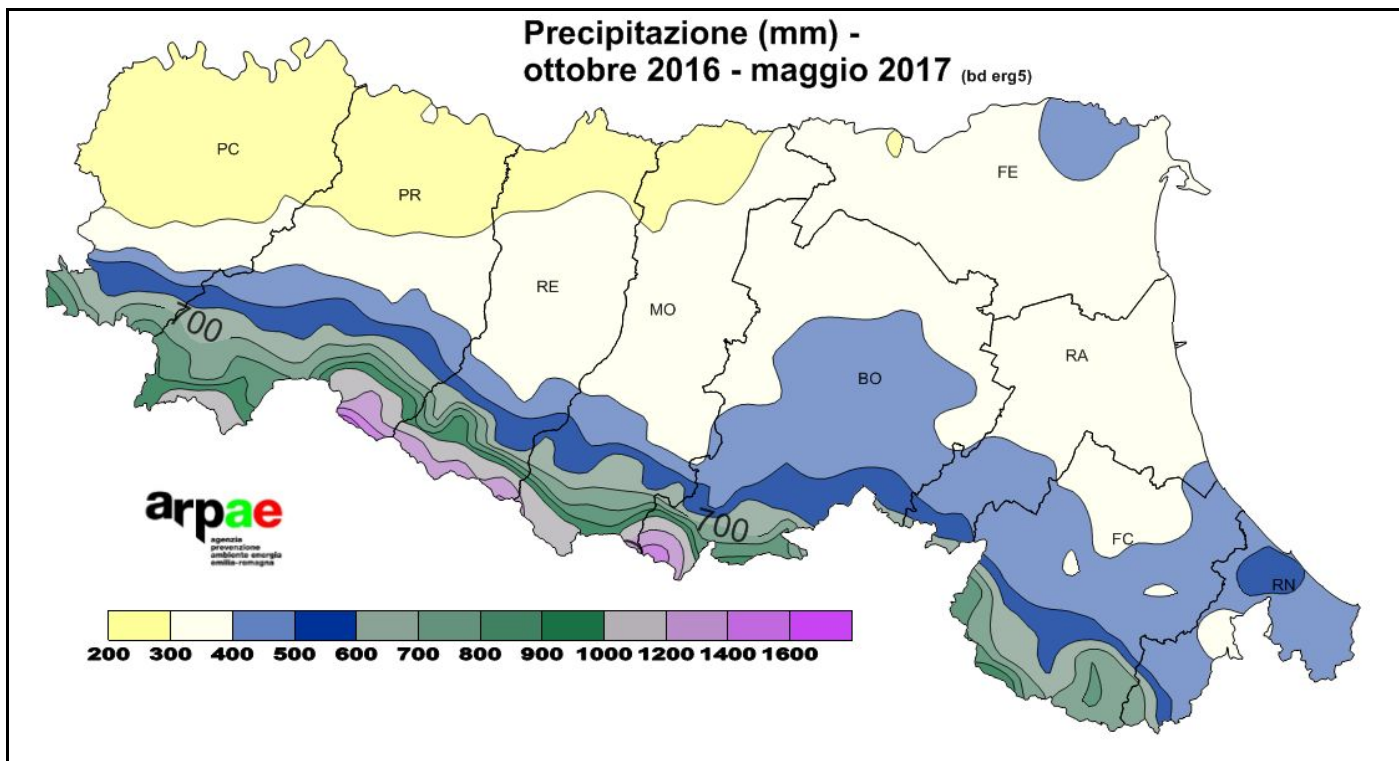 Precipitazione (mm) -
ottobre 2016 - maggio 2017 (bd erg5)
PC
FE
PR
RE
700
MO
RA
BO
700
FC
RN
arpae
agenzia
prevenzione
ambiente energia
emilia-romagna
200 300 400 500 600 700 800 900 1000 1200 1400 1600